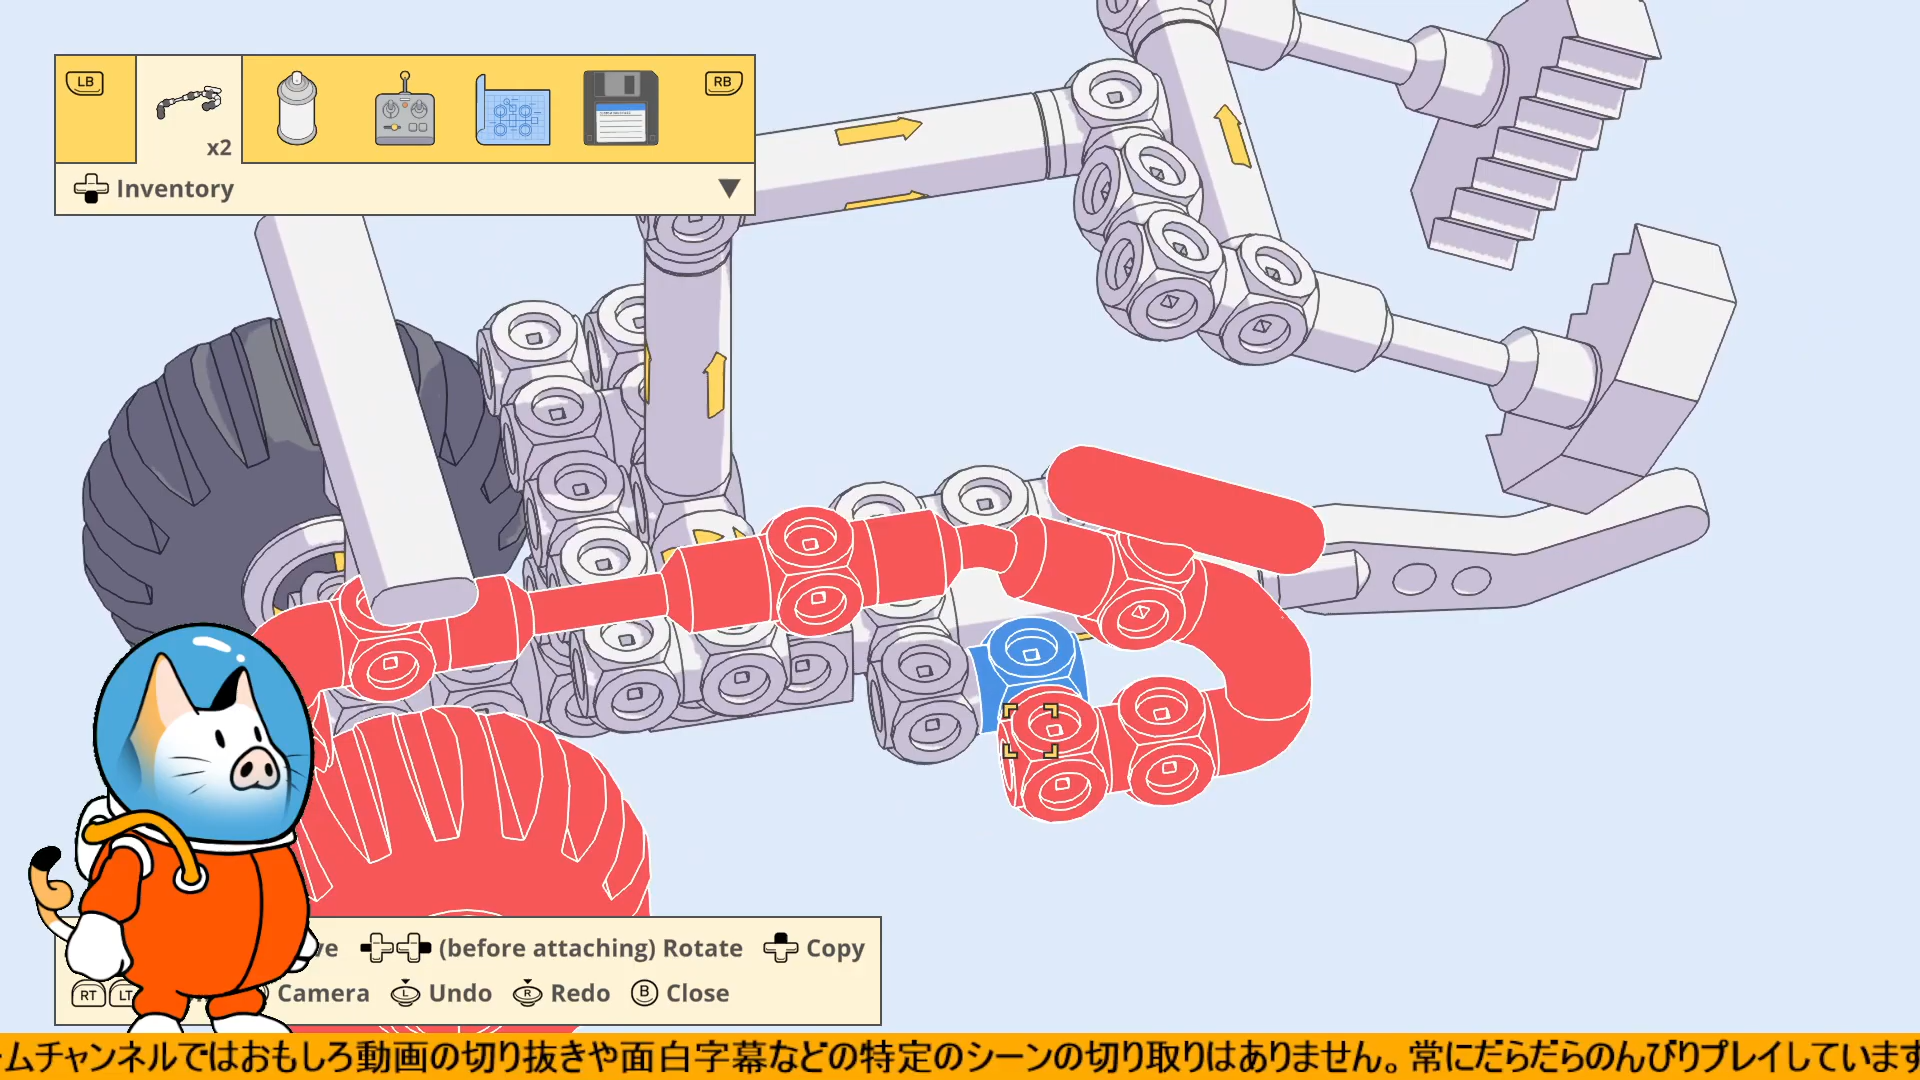 LB
RB
x2
Inventory
ve (before attaching) Rotate Copy
RT LT Camera L Undo R Redo B Close
ームチャンネルではおもしろ動画の切り抜きや面白字幕などの特定のシーンの切り取りはありません。常にだらだらのんびりプレイしています